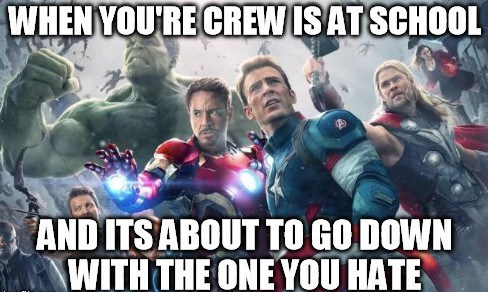 WHEN YOU'RE CREW IS AT SCHOOL
AND ITS ABOUT TO GO DOWN
WITH THE ONE YOU HATE